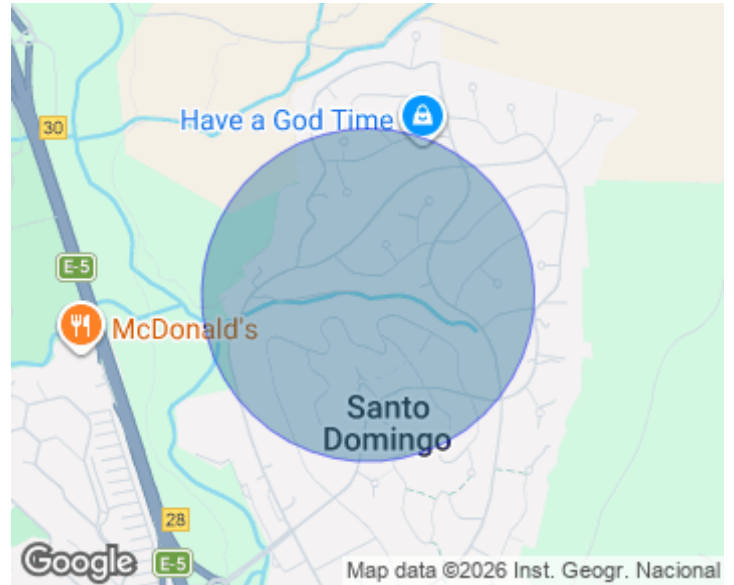 Have a God Time
30
E-5
McDonald's
Santo
Domingo
28
E-5
Google
Map data ©2026 Inst. Geogr. Nacional